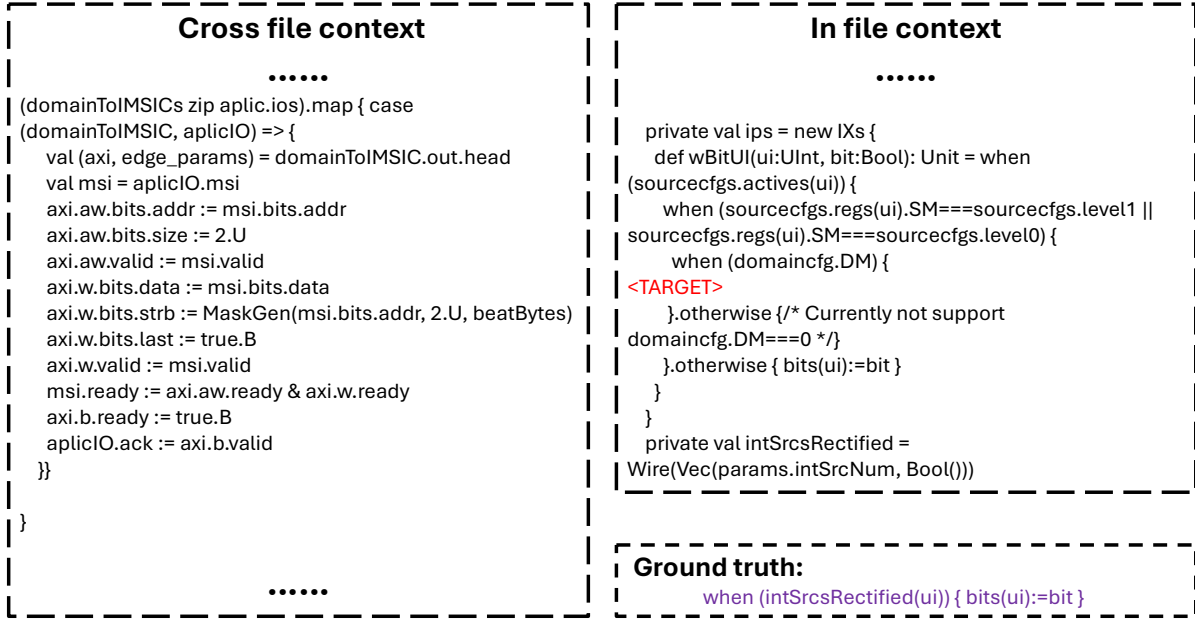 Cross file context
......
(domainToIMSICs zip aplic.ios).map { case
(domainToIMSIC, aplicIO) => {
val (axi, edge_params) = domainToIMSIC.out.head
val msi = aplicIO.msi
axi.aw.bits.addr := msi.bits.addr
axi.aw.bits.size := 2.U
axi.aw.valid := msi.valid
axi.w.bits.data := msi.bits.data
axi.w.bits.strb := MaskGen(msi.bits.addr, 2.U, beatBytes)
axi.w.bits.last := true.B
axi.w.valid := msi.valid
msi.ready := axi.aw.ready & axi.w.ready
axi.b.ready := true.B
aplicIO.ack := axi.b.valid
}}
}
......
In file context
......
private val ips = new IXs {
def wBitUI(ui:UInt, bit:Bool): Unit = when
(sourcecfgs.actives(ui)) {
when (sourcecfgs.regs(ui).SM===sourcecfgs.level1 ||
sourcecfgs.regs(ui).SM===sourcecfgs.level0) {
when (domaincfg.DM) {
<TARGET>
}.otherwise {/* Currently not support
domaincfg.DM===0 */}
}.otherwise { bits(ui):=bit }
}
}
private val intSrcsRectified =
Wire(Vec(params.intSrcNum, Bool()))
Ground truth:
when (intSrcsRectified(ui)) { bits(ui):=bit }